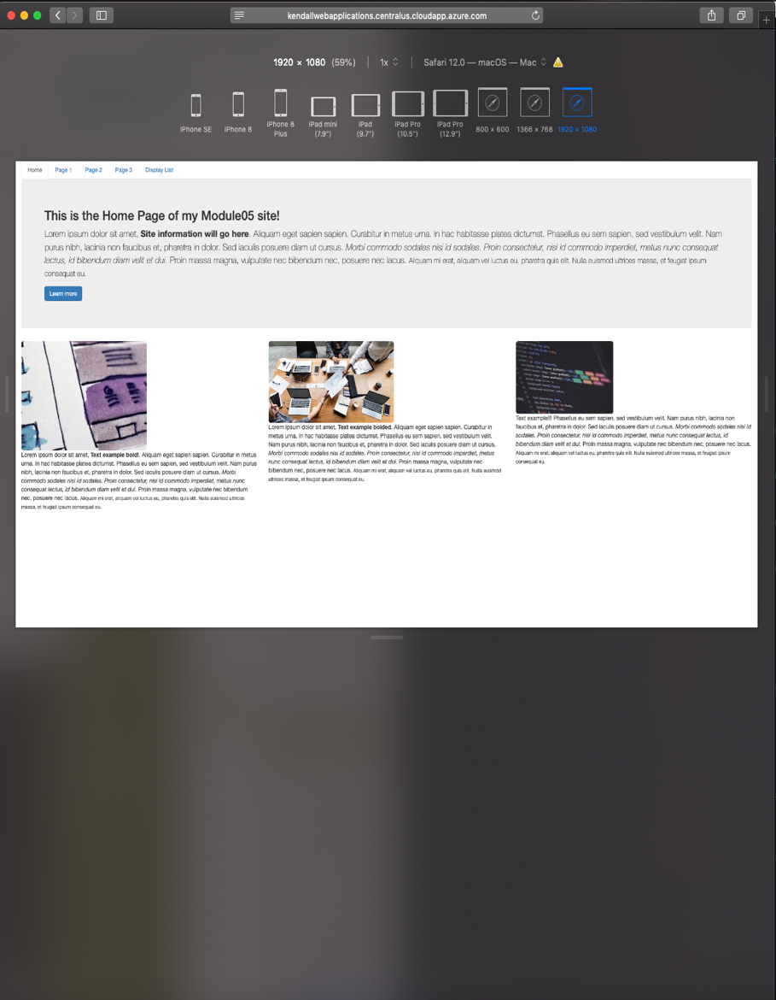 kendallwebapplications.centralus.cloudapp.azure.com
1920 × 1080 (59%) 1x Safari 12.0 — macOS — Mac
iPhone SE
iPhone 8
iPhone 8
Plus
iPad mini
(7.9")
iPad
(9.7")
iPad Pro
(10.5")
iPad Pro
(12.9")
800 × 600
1366 × 768
1920 × 1080
Home Page 1 Page 2 Page 3 Display List
This is the Home Page of my Module05 site!
Lorem ipsum dolor sit amet, Site information will go here. Aliquam eget sapien sapien. Curabitur in metus urna. In hac habitasse platea dictumst. Phasellus eu sem sapien, sed vestibulum velit. Nam
purus nibh, lacinia non faucibus et, pharetra in dolor. Sed iaculis posuere diam ut cursus. Morbi commodo sodales nisi id sodales. Proin consectetur, nisi id commodo imperdiet, metus nunc consequat
lectus, id bibendum diam velit et dui. Proin massa magna, vulputate nec bibendum nec, posuere nec lacus. Aliquam mi erat, aliquam vel luctus eu, pharetra quis elit. Nulla euismod ultrices massa, et feugiat ipsum
consequat eu.
Learn more
Lorem ipsum dolor sit amet, Text example bold!. Aliquam eget sapien sapien. Curabitur in metus
urna. In hac habitasse platea dictumst. Phasellus eu sem sapien, sed vestibulum velit. Nam purus
nibh, lacinia non faucibus et, pharetra in dolor. Sed iaculis posuere diam ut cursus. Morbi
commodo sodales nisi id sodales. Proin consectetur, nisi id commodo imperdiet, metus nunc
consequat lectus, id bibendum diam velit et dui. Proin massa magna, vulputate nec bibendum
nec, posuere nec lacus. Aliquam mi erat, aliquam vel luctus eu, pharetra quis elit. Nulla euismod ultrices
massa, et feugiat ipsum consequat eu.
Lorem ipsum dolor sit amet, Text example bolded. Aliquam eget sapien sapien. Curabitur in
metus urna. In hac habitasse platea dictumst. Phasellus eu sem sapien, sed vestibulum velit.
Nam purus nibh, lacinia non faucibus et, pharetra in dolor. Sed iaculis posuere diam ut cursus.
Morbi commodo sodales nisi id sodales. Proin consectetur, nisi id commodo imperdiet, metus
nunc consequat lectus, id bibendum diam velit et dui. Proin massa magna, vulputate nec
bibendum nec, posuere nec lacus. Aliquam mi erat, aliquam vel luctus eu, pharetra quis elit. Nulla euismod
ultrices massa, et feugiat ipsum consequat eu.
Text example!!! Phasellus eu sem sapien, sed vestibulum velit. Nam purus nibh, lacinia non
faucibus et, pharetra in dolor. Sed iaculis posuere diam ut cursus. Morbi commodo sodales nisi id
sodales. Proin consectetur, nisi id commodo imperdiet, metus nunc consequat lectus, id
bibendum diam velit et dui. Proin massa magna, vulputate nec bibendum nec, posuere nec lacus.
Aliquam mi erat, aliquam vel luctus eu, pharetra quis elit. Nulla euismod ultrices massa, et feugiat ipsum
consequat eu.